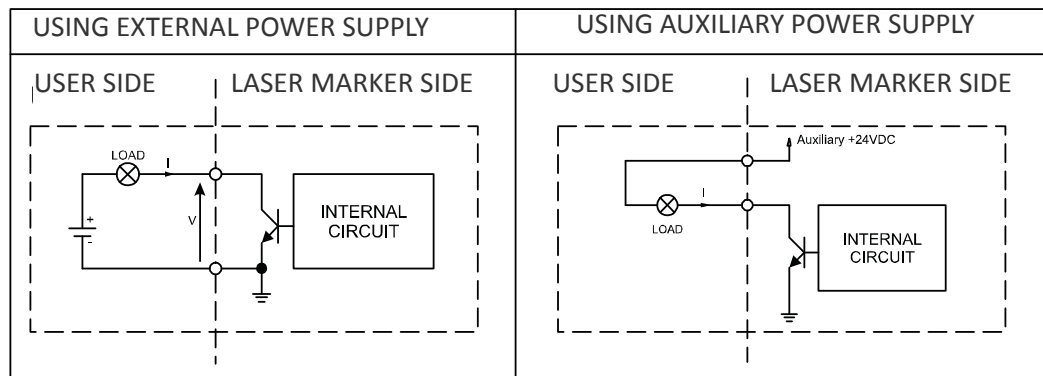 USING EXTERNAL POWER SUPPLY
USER SIDE
LASER MARKER SIDE
LOAD
I
+
-
V
INTERNAL
CIRCUIT
USING AUXILIARY POWER SUPPLY
USER SIDE
LASER MARKER SIDE
Auxiliary +24VDC
I
LOAD
INTERNAL
CIRCUIT